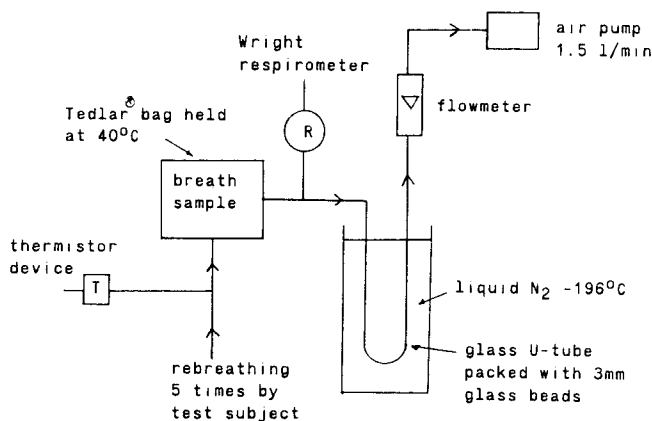 Wright
respirometer
air pump
1.5 l/min
Tedlar® bag held
at 40°C
R
flowmeter
breath
sample
thermistor
device
T
liquid N₂ -196°C
rebreathing
5 times by
test subject
glass U-tube
packed with 3mm
glass beads